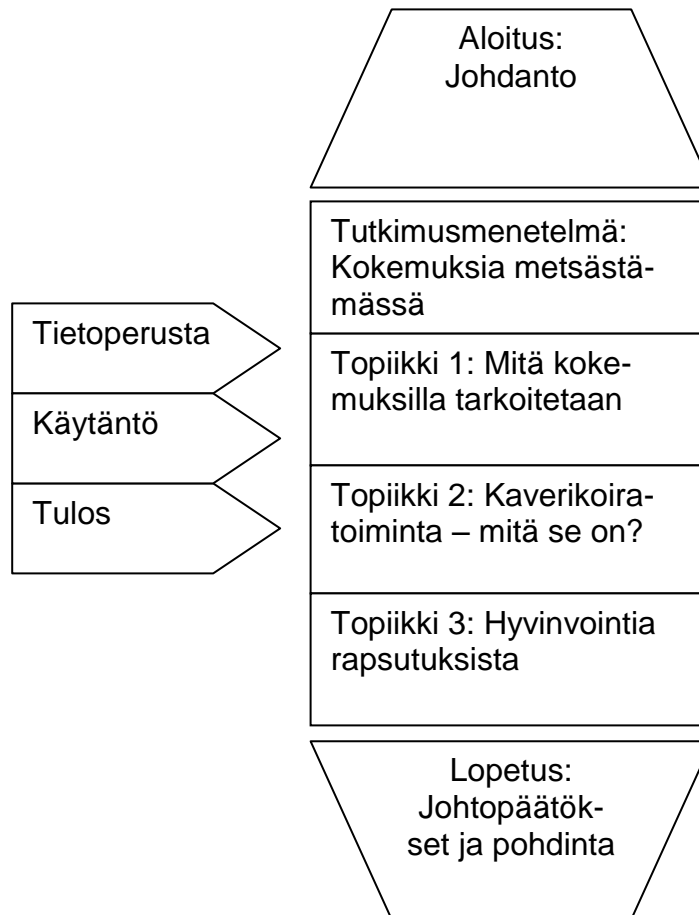 Aloitus:
Johdanto
Tutkimusmenetelmä:
Kokemuksia metsästä-
mässä
Tietoperusta
Käytäntö
Tulos
Topiikki 1: Mitä koke-
muksilla tarkoitetaan
Topiikki 2: Kaverikoira-
toiminta – mitä se on?
Topiikki 3: Hyvinvointia
rapsutuksista
Lopetus:
Johtopäätök-
set ja pohdinta